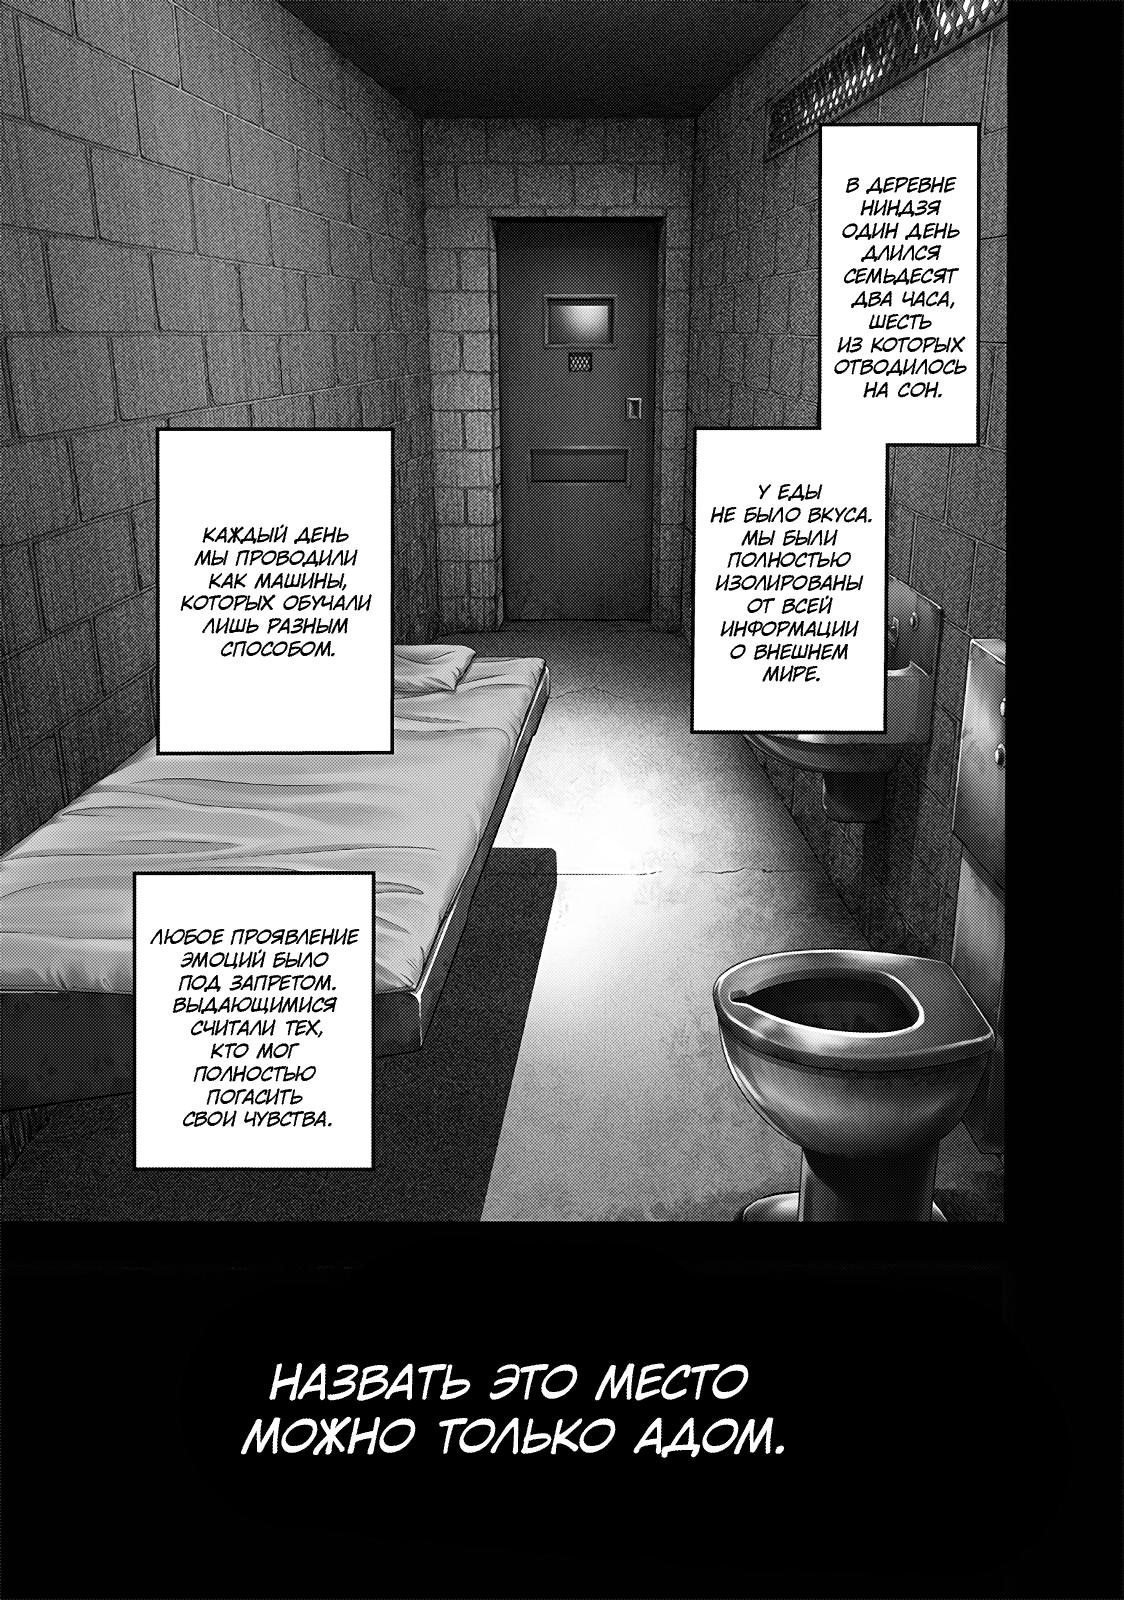 В ДЕРЕВНЕ
НИНДЗЯ
ОДИН ДЕНЬ
ДЛИЛСЯ
СЕМЬДЕСЯТ
ДВА ЧАСА,
ШЕСТЬ
ИЗ КОТОРЫХ
ОТВОДИЛОСЬ
НА СОН.
У ЕДЫ
НЕ БЫЛО ВКУСА.
МЫ БЫЛИ
ПОЛНОСТЬЮ
ИЗОЛИРОВАНЫ
ОТ ВСЕЙ
ИНФОРМАЦИИ
О ВНЕШНЕМ
МИРЕ.
КАЖДЫЙ ДЕНЬ
МЫ ПРОВОДИЛИ
КАК МАШИНЫ,
КОТОРЫХ ОБУЧАЛИ
ЛИШЬ РАЗНЫМ
СПОСОБОМ.
ЛЮБОЕ ПРОЯВЛЕНИЕ
ЭМОЦИЙ БЫЛО
ПОД ЗАПРЕТОМ.
ВЫДАЮЩИМИСЯ
СЧИТАЛИ ТЕХ,
КТО МОГ
ПОЛНОСТЬЮ
ПОГАСИТЬ
СВОИ ЧУВСТВА.
НАЗВАТЬ ЭТО МЕСТО
МОЖНО ТОЛЬКО АДОМ.